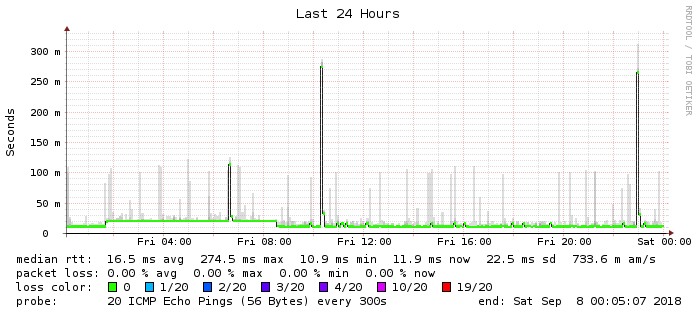 Last 24 Hours
RRDTOOL / TOBI OETIKER
Seconds
300 m
250 m
200 m
150 m
100 m
50 m
0
Fri 04:00 Fri 08:00 Fri 12:00 Fri 16:00 Fri 20:00 Sat 00:00
median rtt: 16.5 ms avg 274.5 ms max 10.9 ms min 11.9 ms now 22.5 ms sd 733.6 m am/s
packet loss: 0.00 % avg 0.00 % max 0.00 % min 0.00 % now
loss color: 0 1/20 2/20 3/20 4/20 10/20 19/20
probe: 20 ICMP Echo Pings (56 Bytes) every 300s end: Sat Sep 8 00:05:07 2018